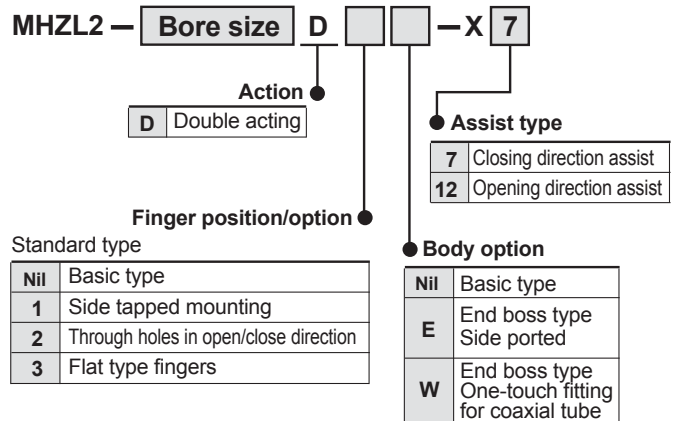 MHZL2 — Bore size D — X 7
Action
D Double acting
Assist type
7 Closing direction assist
12 Opening direction assist
Finger position/option
Standard type
Nil Basic type
1 Side tapped mounting
2 Through holes in open/close direction
3 Flat type fingers
Body option
Nil Basic type
E End boss type
Side ported
W End boss type
One-touch fitting
for coaxial tube